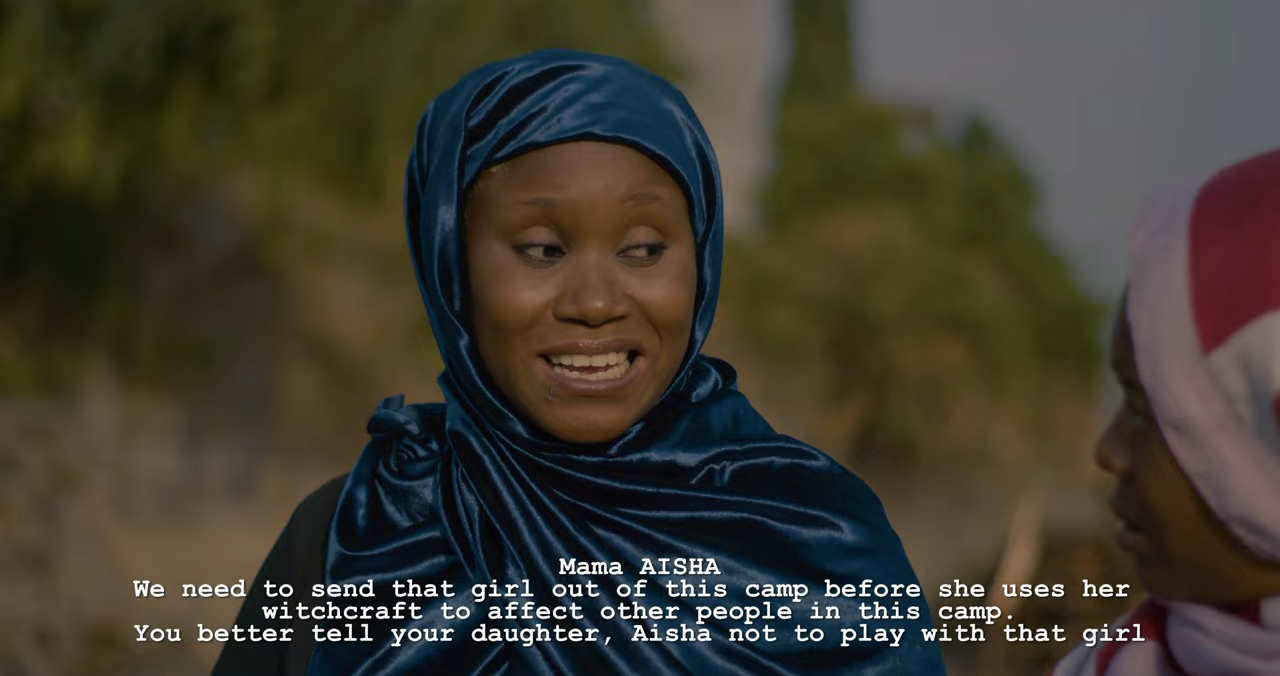 Mama AISHA
We need to send that girl out of this camp before she uses her
witchcraft to affect other people in this camp.
You better tell your daughter, Aisha not to play with that girl